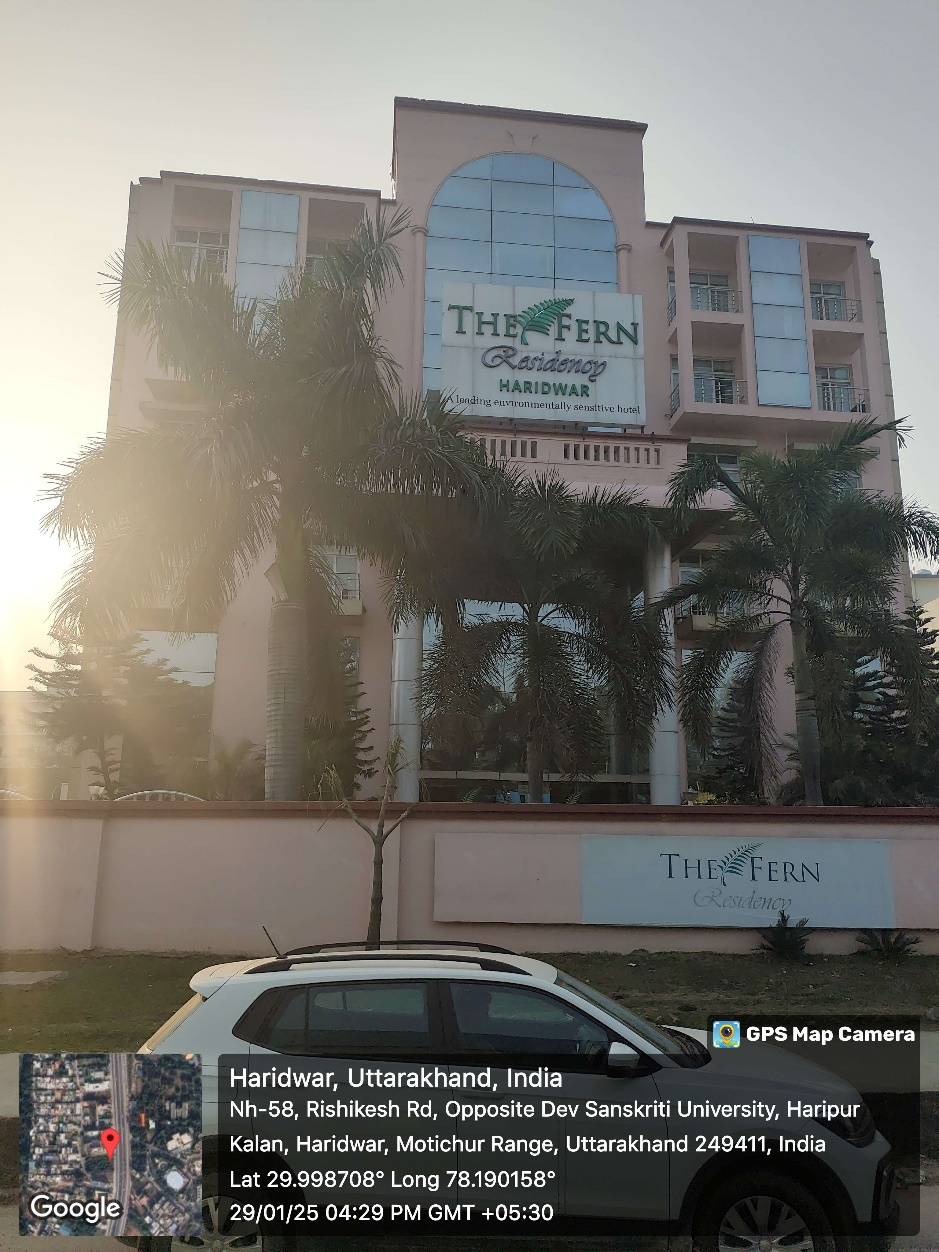 THE FERN
Residency
HARIDWAR
A leading environmentally sensitive hotel
THE FERN
Residency
GPS Map Camera
Haridwar, Uttarakhand, India
Nh-58, Rishikesh Rd, Opposite Dev Sanskriti University, Haripur
Kalan, Haridwar, Motichur Range, Uttarakhand 249411, India
Lat 29.998708° Long 78.190158°
29/01/25 04:29 PM GMT +05:30
Google